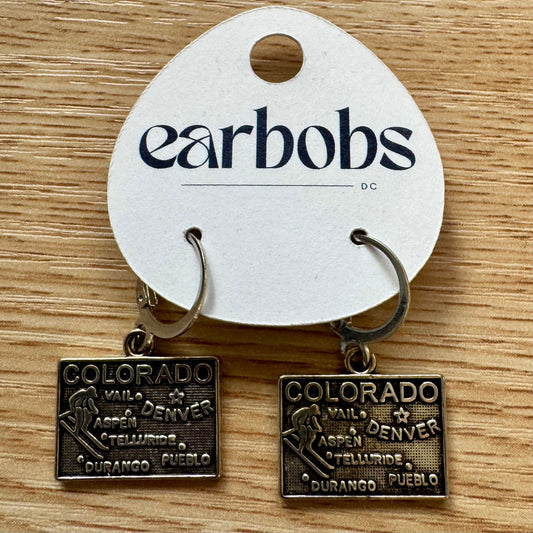 earbobs
DC
COLORADO
VAIL
DENVER
ASPEN
TELLURIDE
DURANGO
PUEBLO
COLORADO
VAIL
DENVER
ASPEN
TELLURIDE
DURANGO
PUEBLO